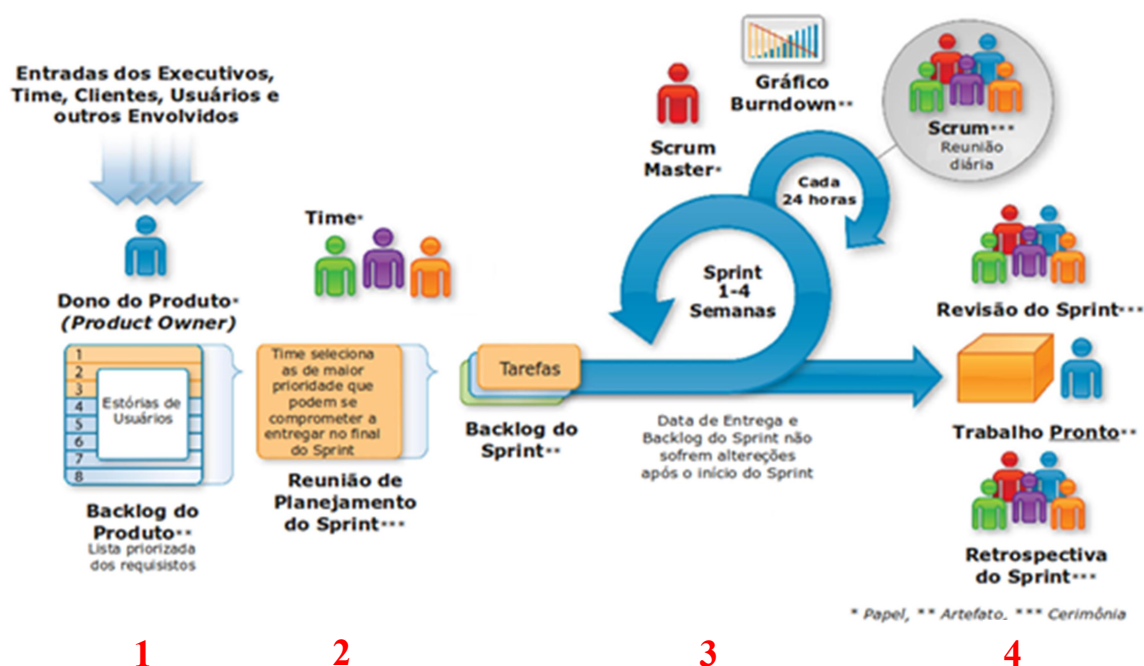 Entradas dos Executivos,
Time, Clientes, Usuários e
outros Envolvidos
Dono do Produto*
(Product Owner)
1
2
3
4
5
6
7
8
Estórias de
Usuários
Backlog do
Produto**
Lista priorizada
dos requisistos
Time*
Time seleciona
as de maior
prioridade que
podem se
comprometer a
entregar no final
do Sprint
Reunião de
Planejamento
do Sprint***
Tarefas
Backlog do
Sprint**
Scrum
Master*
Gráfico
Burndown**
Cada
24 horas
Scrum***
Reunião
diária
Sprint
1-4
Semanas
Data de Entrega e
Backlog do Sprint não
sofrem alterações
após o início do Sprint
Revisão do Sprint***
Trabalho Pronto**
Retrospectiva
do Sprint***
* Papel, ** Artefato, *** Cerimônia
1
2
3
4